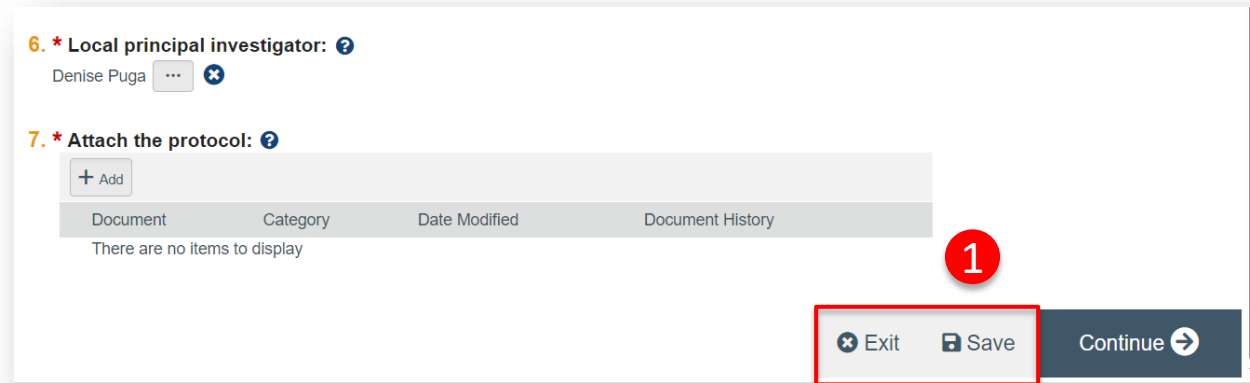 6. * Local principal investigator: ?
Denise Puga ...
7. * Attach the protocol: ?
+ Add
Document Category Date Modified Document History
There are no items to display
1
Exit Save Continue